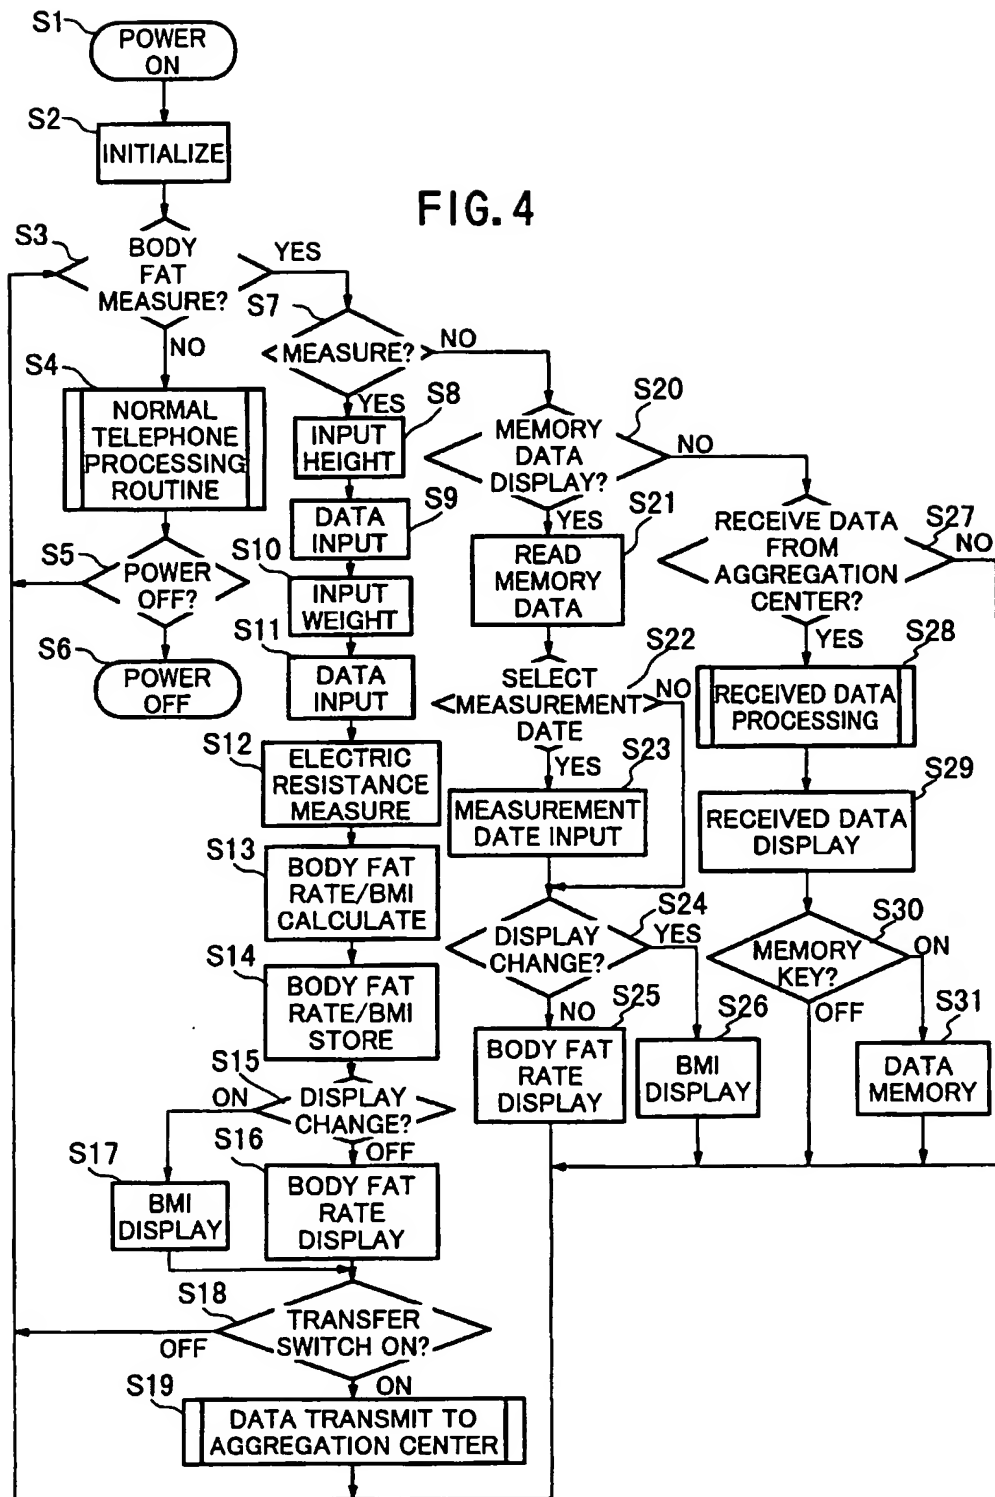 S1
POWER
ON
S2
INITIALIZE
FIG. 4
S3
BODY
FAT
MEASURE?
YES
NO
S4
NORMAL
TELEPHONE
PROCESSING
ROUTINE
S5
POWER
OFF?
S6
POWER
OFF
S7
MEASURE?
NO
YES
S8
INPUT
HEIGHT
S9
DATA
INPUT
S10
INPUT
WEIGHT
S11
DATA
INPUT
S12
ELECTRIC
RESISTANCE
MEASURE
S13
BODY FAT
RATE/BMI
CALCULATE
S14
BODY FAT
RATE/BMI
STORE
S15
ON
DISPLAY
CHANGE?
OFF
S16
BODY FAT
RATE
DISPLAY
S17
BMI
DISPLAY
S18
TRANSFER
SWITCH ON?
OFF
ON
S19
DATA TRANSMIT TO
AGGREGATION CENTER
S20
MEMORY
DATA
DISPLAY?
NO
YES
S21
READ
MEMORY
DATA
S22
SELECT
MEASUREMENT
DATE
NO
YES
S23
MEASUREMENT
DATE INPUT
S24
DISPLAY
CHANGE?
YES
NO
S25
BODY FAT
RATE
DISPLAY
S26
BMI
DISPLAY
S27
RECEIVE DATA
FROM
AGGREGATION
CENTER?
NO
YES
S28
RECEIVED DATA
PROCESSING
S29
RECEIVED DATA
DISPLAY
S30
MEMORY
KEY?
ON
OFF
S31
DATA
MEMORY